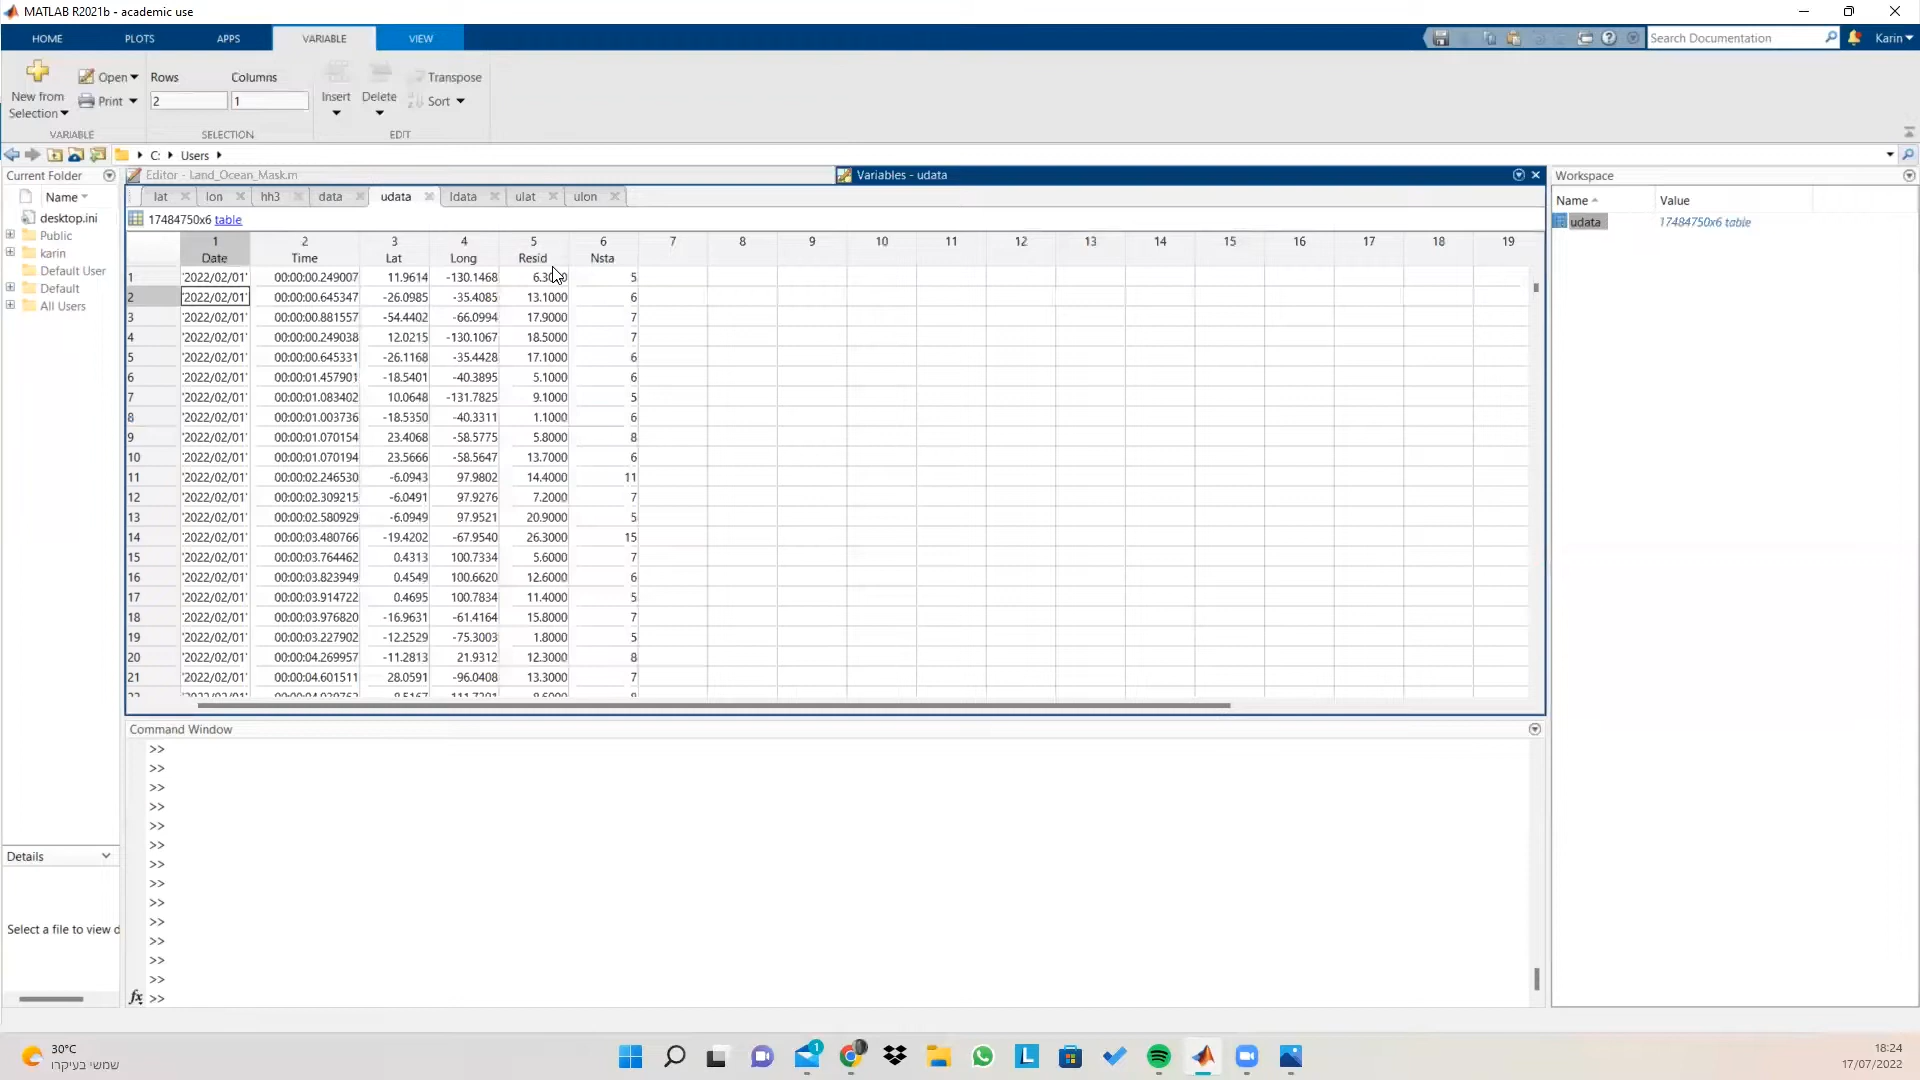 MATLAB R2021b - academic use
HOME PLOTS APPS VARIABLE VIEW
Search Documentation Karin
New from Selection
Open
Print
Rows Columns
2 1
Insert Delete
Transpose
Sort
VARIABLE SELECTION EDIT
C: Users
Current Folder
Name
desktop.ini
Public
karin
Default User
Default
All Users
Details
Select a file to view d
Editor - Land_Ocean_Mask.m
Variables - udata
lat lon hh3 data udata ldata ulat ulon
17484750x6 table
1 2 3 4 5 6 7 8 9 10 11 12 13 14 15 16 17 18 19
Date Time Lat Long Resid Nsta
1 '2022/02/01' 00:00:00.249007 11.9614 -130.1468 6.3000 5
2 '2022/02/01' 00:00:00.645347 -26.0985 -35.4085 13.1000 6
3 '2022/02/01' 00:00:00.881557 -54.4402 -66.0994 17.9000 7
4 '2022/02/01' 00:00:00.249038 12.0215 -130.1067 18.5000 7
5 '2022/02/01' 00:00:00.645331 -26.1168 -35.4428 17.1000 6
6 '2022/02/01' 00:00:01.457901 -18.5401 -40.3895 5.1000 6
7 '2022/02/01' 00:00:01.083402 10.0648 -131.7825 9.1000 5
8 '2022/02/01' 00:00:01.003736 -18.5350 -40.3311 1.1000 6
9 '2022/02/01' 00:00:01.070154 23.4068 -58.5775 5.8000 8
10 '2022/02/01' 00:00:01.070194 23.5666 -58.5647 13.7000 6
11 '2022/02/01' 00:00:02.246530 -6.0943 97.9802 14.4000 11
12 '2022/02/01' 00:00:02.309215 -6.0491 97.9276 7.2000 7
13 '2022/02/01' 00:00:02.580929 -6.0949 97.9521 20.9000 5
14 '2022/02/01' 00:00:03.480766 -19.4202 -67.9540 26.3000 15
15 '2022/02/01' 00:00:03.764462 0.4313 100.7334 5.6000 7
16 '2022/02/01' 00:00:03.823949 0.4549 100.6620 12.6000 6
17 '2022/02/01' 00:00:03.914722 0.4695 100.7834 11.4000 5
18 '2022/02/01' 00:00:03.976820 -16.9631 -61.4164 15.8000 7
19 '2022/02/01' 00:00:03.227902 -12.2529 -75.3003 1.8000 5
20 '2022/02/01' 00:00:04.269957 -11.2813 21.9312 12.3000 8
21 '2022/02/01' 00:00:04.601511 28.0591 -96.0408 13.3000 7
Command Window
>>
>>
>>
>>
>>
>>
>>
>>
>>
>>
>>
>>
>>
fx >>
Workspace
Name Value
udata 17484750x6 table
30°C
שמשי בעיקרו
1
L
18:24
17/07/2022